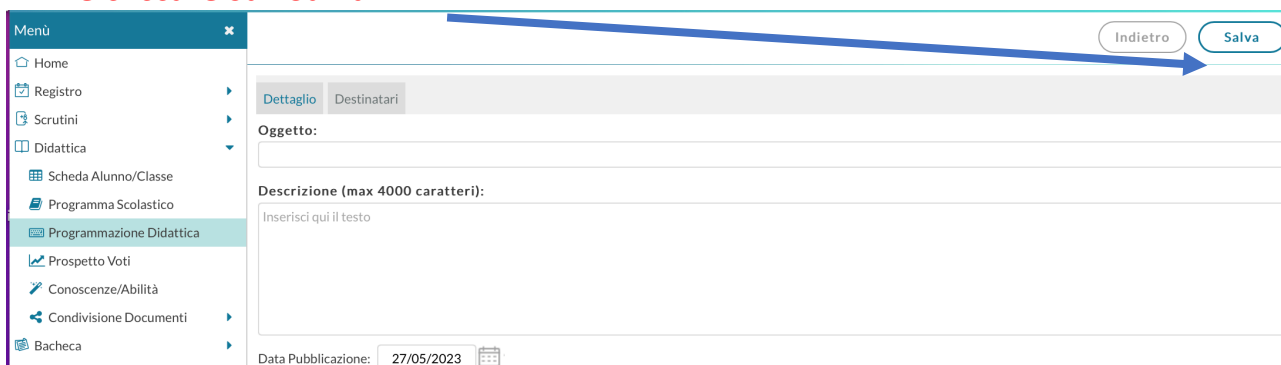 Menù
Indietro
Salva
Home
Registro
Scrutini
Didattica
Scheda Alunno/Classe
Programma Scolastico
Programmazione Didattica
Prospetto Voti
Conoscenze/Abilità
Condivisione Documenti
Bacheca
Dettaglio Destinatari
Oggetto:
Descrizione (max 4000 caratteri):
Inserisci qui il testo
Data Pubblicazione: 27/05/2023